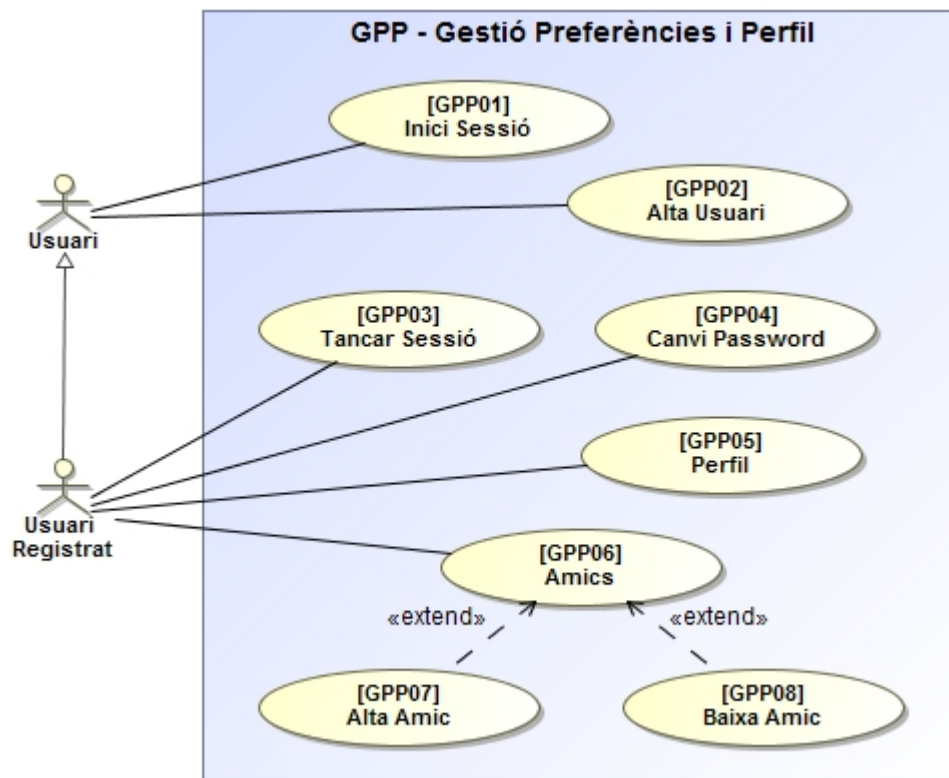 GPP - Gestió Preferències i Perfil
[GPP01]
Inici Sessió
[GPP02]
Alta Usuari
Usuari
[GPP03]
Tancar Sessió
[GPP04]
Canvi Password
[GPP05]
Perfil
Usuari
Registrat
[GPP06]
Amics
«extend»
«extend»
[GPP07]
Alta Amic
[GPP08]
Baixa Amic